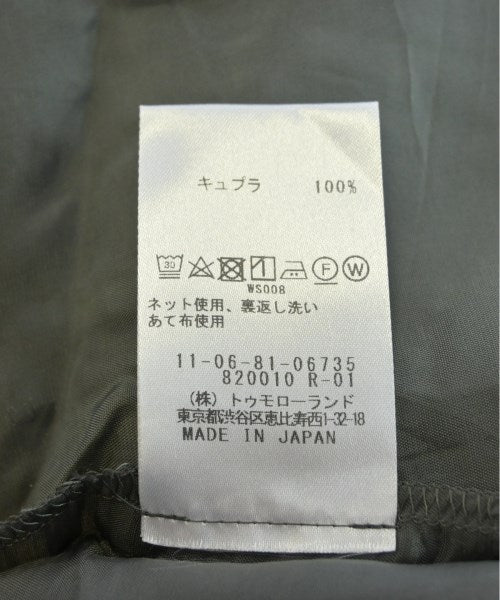 キュプラ 100%
30 F W
WS008
ネット使用、裏返し洗い
あて布使用
11-06-81-06735
820010 R-01
(株)トゥモローランド
東京都渋谷区恵比寿西1-32-18
MADE IN JAPAN